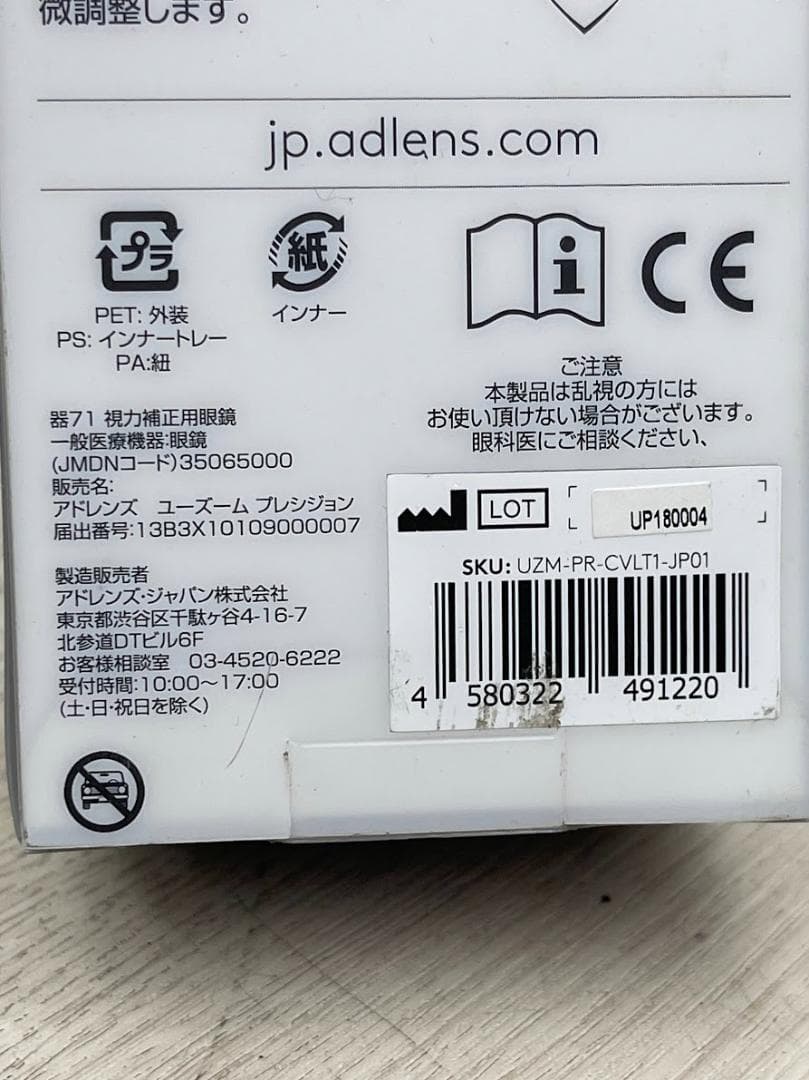 微調整します。
jp.adlens.com
プラ
紙
PET: 外装
PS: インナートレー
PA:紐
インナー
CE
ご注意
本製品は乱視の方には
お使い頂けない場合がございます。
眼科医にご相談ください、
器71 視力補正用眼鏡
一般医療機器:眼鏡
(JMDNコード)35065000
販売名:
アドレンズ ユーズーム プレシジョン
届出番号:13B3X10109000007
製造販売者
アドレンズ・ジャパン株式会社
東京都渋谷区千駄ヶ谷4-16-7
北参道DTビル6F
お客様相談室 03-4520-6222
受付時間:10:00～17:00
(土・日・祝日を除く)
LOT
UP180004
SKU: UZM-PR-CVLT1-JP01
4 580322 491220